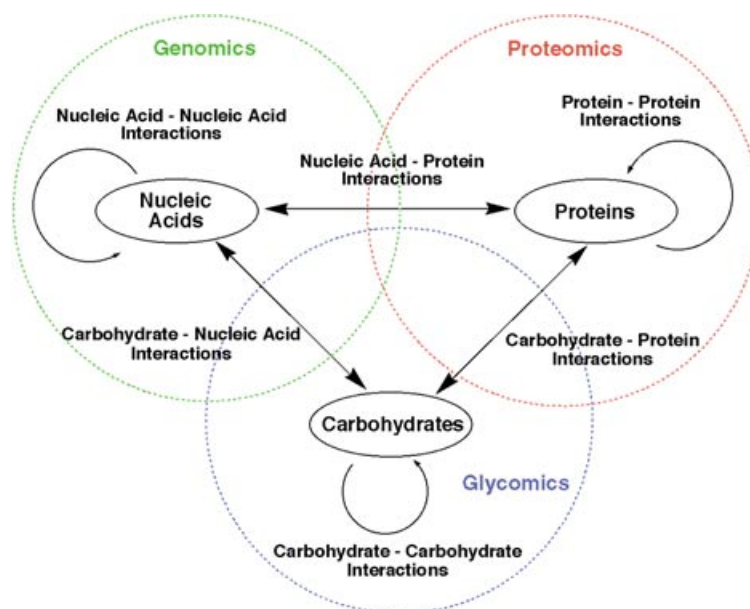 Genomics
Proteomics
Nucleic Acid - Nucleic Acid
Interactions
Protein - Protein
Interactions
Nucleic Acid - Protein
Interactions
Nucleic
Acids
Proteins
Carbohydrate - Nucleic Acid
Interactions
Carbohydrate - Protein
Interactions
Carbohydrates
Glycomics
Carbohydrate - Carbohydrate
Interactions